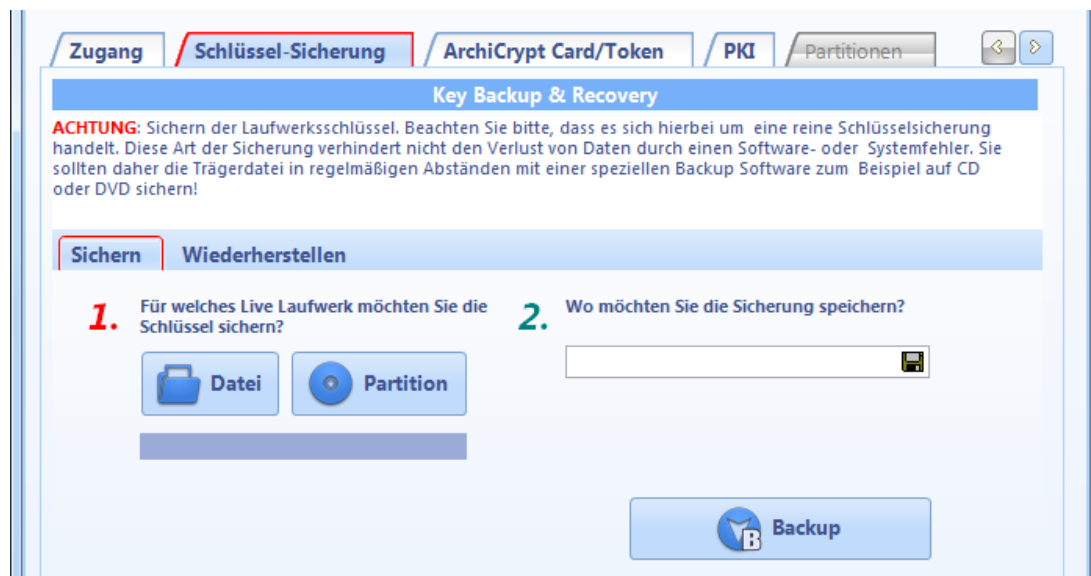 Zugang Schlüssel-Sicherung ArchiCrypt Card/Token PKI Partitionen
Key Backup & Recovery
ACHTUNG: Sichern der Laufwerksschlüssel. Beachten Sie bitte, dass es sich hierbei um eine reine Schlüsselsicherung
handelt. Diese Art der Sicherung verhindert nicht den Verlust von Daten durch einen Software- oder Systemfehler. Sie
sollten daher die Trägerdatei in regelmäßigen Abständen mit einer speziellen Backup Software zum Beispiel auf CD
oder DVD sichern!
Sichern Wiederherstellen
1. Für welches Live Laufwerk möchten Sie die
Schlüssel sichern?
2. Wo möchten Sie die Sicherung speichern?
Datei Partition
B Backup